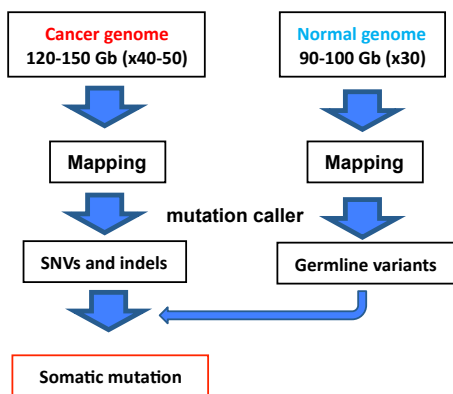 Cancer genome
120-150 Gb (x40-50)
Normal genome
90-100 Gb (x30)
Mapping
Mapping
mutation caller
SNVs and indels
Germline variants
Somatic mutation